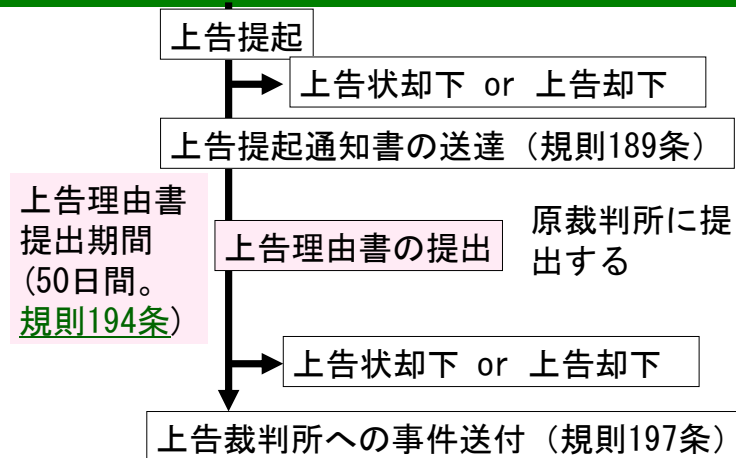 上告提起
上告状却下 or 上告却下
上告提起通知書の送達（規則189条）
上告理由書
提出期間
(50日間。
規則194条)
上告理由書の提出
原裁判所に提
出する
上告状却下 or 上告却下
上告裁判所への事件送付（規則197条）